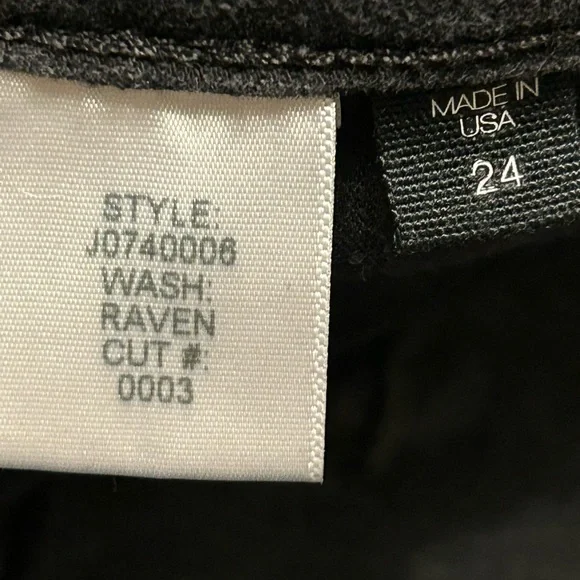 STYLE:
J0740006
WASH:
RAVEN
CUT #:
0003
MADE IN
USA
24